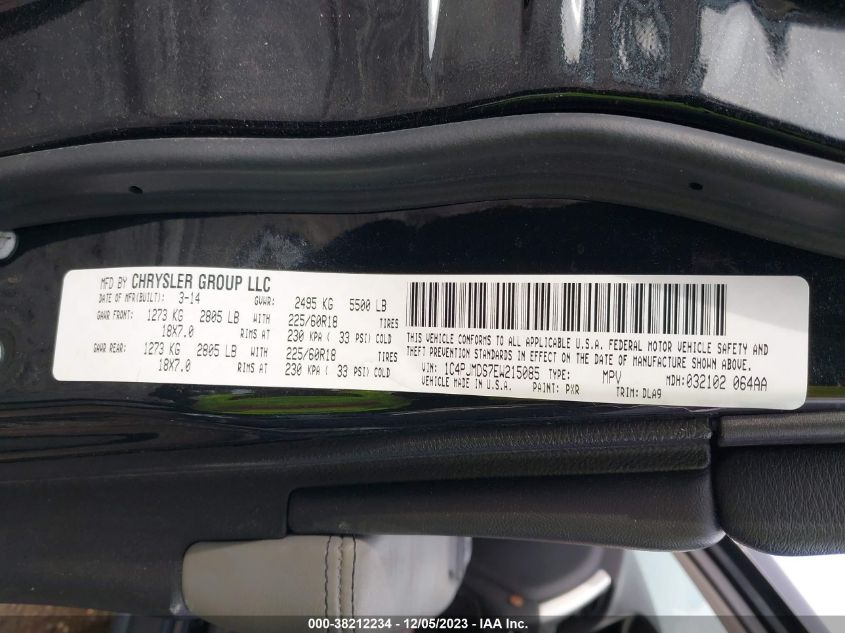 MFD BY CHRYSLER GROUP LLC
DATE OF MFR(BUILT): 3-14 GVWR: 2495 KG 5500 LB
GAWR FRONT: 1273 KG 2805 LB WITH 225/60R18 TIRES
18X7.0 RIMS AT 230 KPA ( 33 PSI) COLD
GAWR REAR: 1273 KG 2805 LB WITH 225/60R18 TIRES
18X7.0 RIMS AT 230 KPA ( 33 PSI) COLD
THIS VEHICLE CONFORMS TO ALL APPLICABLE U.S.A. FEDERAL MOTOR VEHICLE SAFETY AND
THEFT PREVENTION STANDARDS IN EFFECT ON THE DATE OF MANUFACTURE SHOWN ABOVE.
VIN: 1C4PJMDS7EW215085 TYPE: MPV MDH: 032102 064AA
VEHICLE MADE IN U.S.A. PAINT: PXR TRIM: DLA9
000-38212234 - 12/05/2023 - IAAI.COM